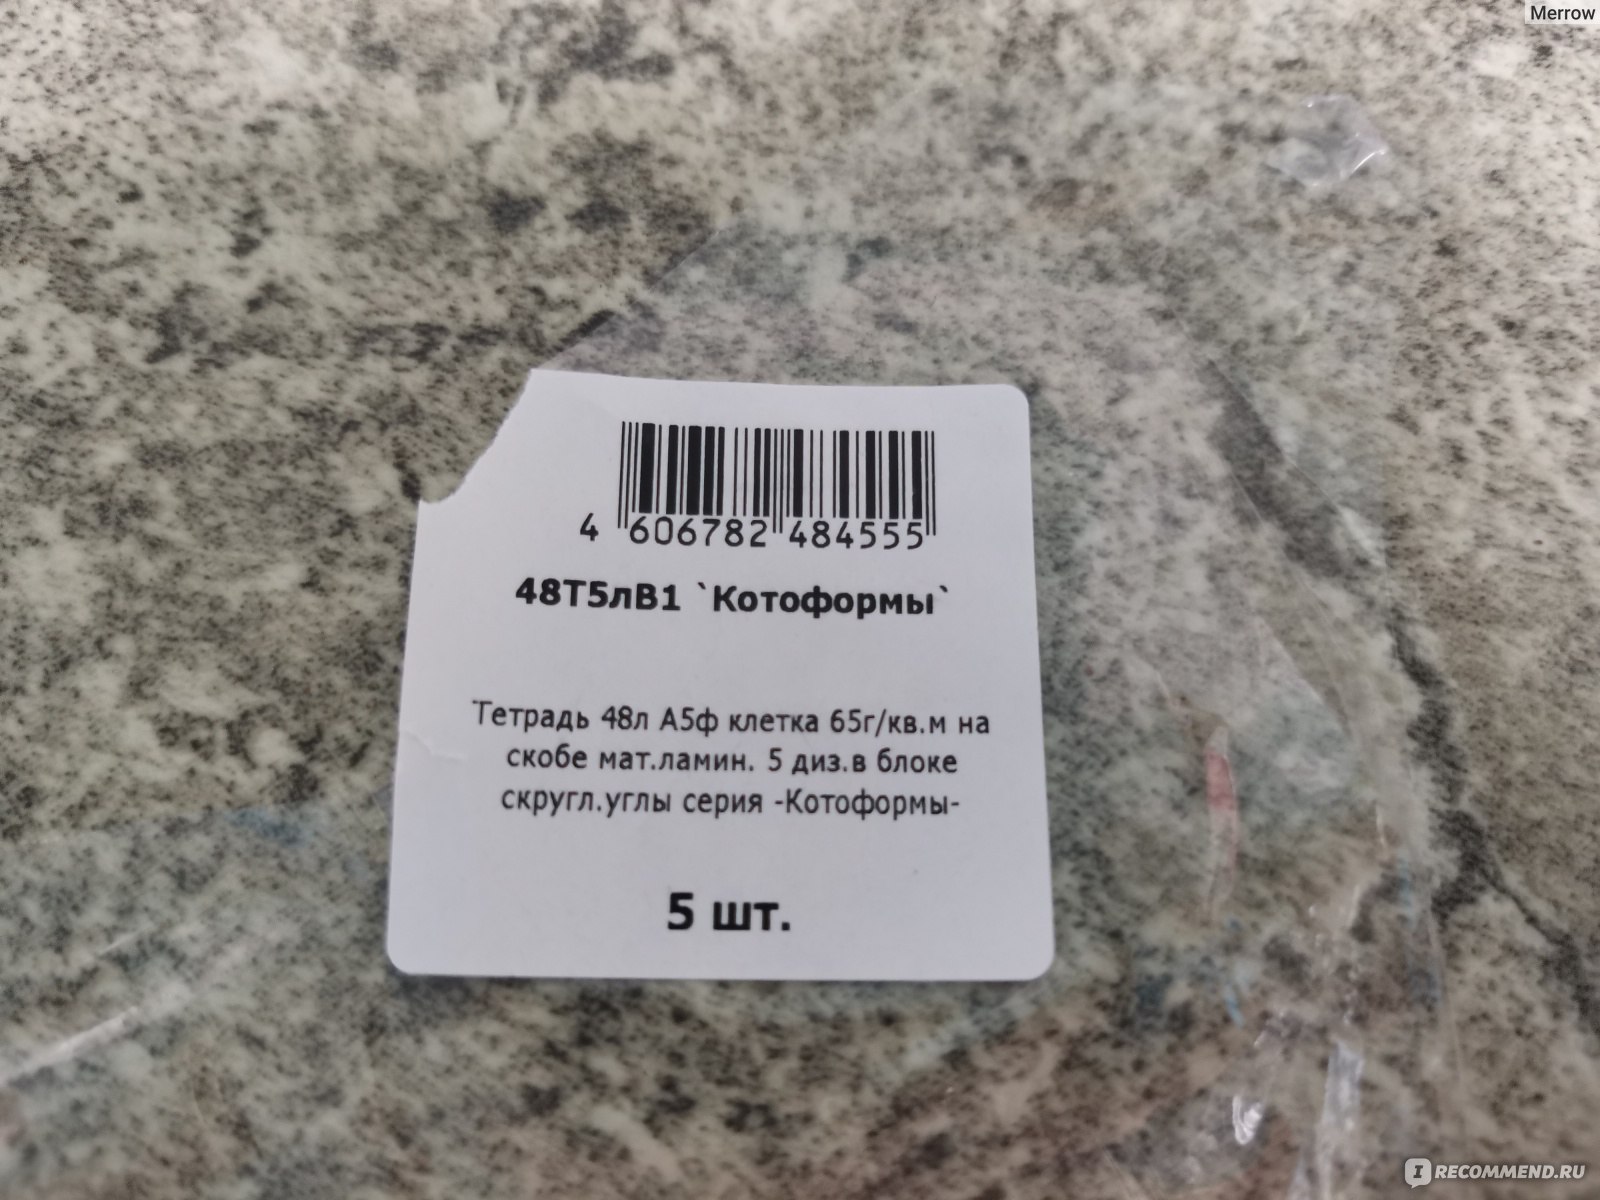 Merrow
4 606782 484555
48Т5лВ1 `Котоформы`
Тетрадь 48л А5ф клетка 65г/кв.м на
скобе мат.ламин. 5 диз.в блоке
скругл.углы серия -Котоформы-
5 шт.
IRECOMMEND.RU